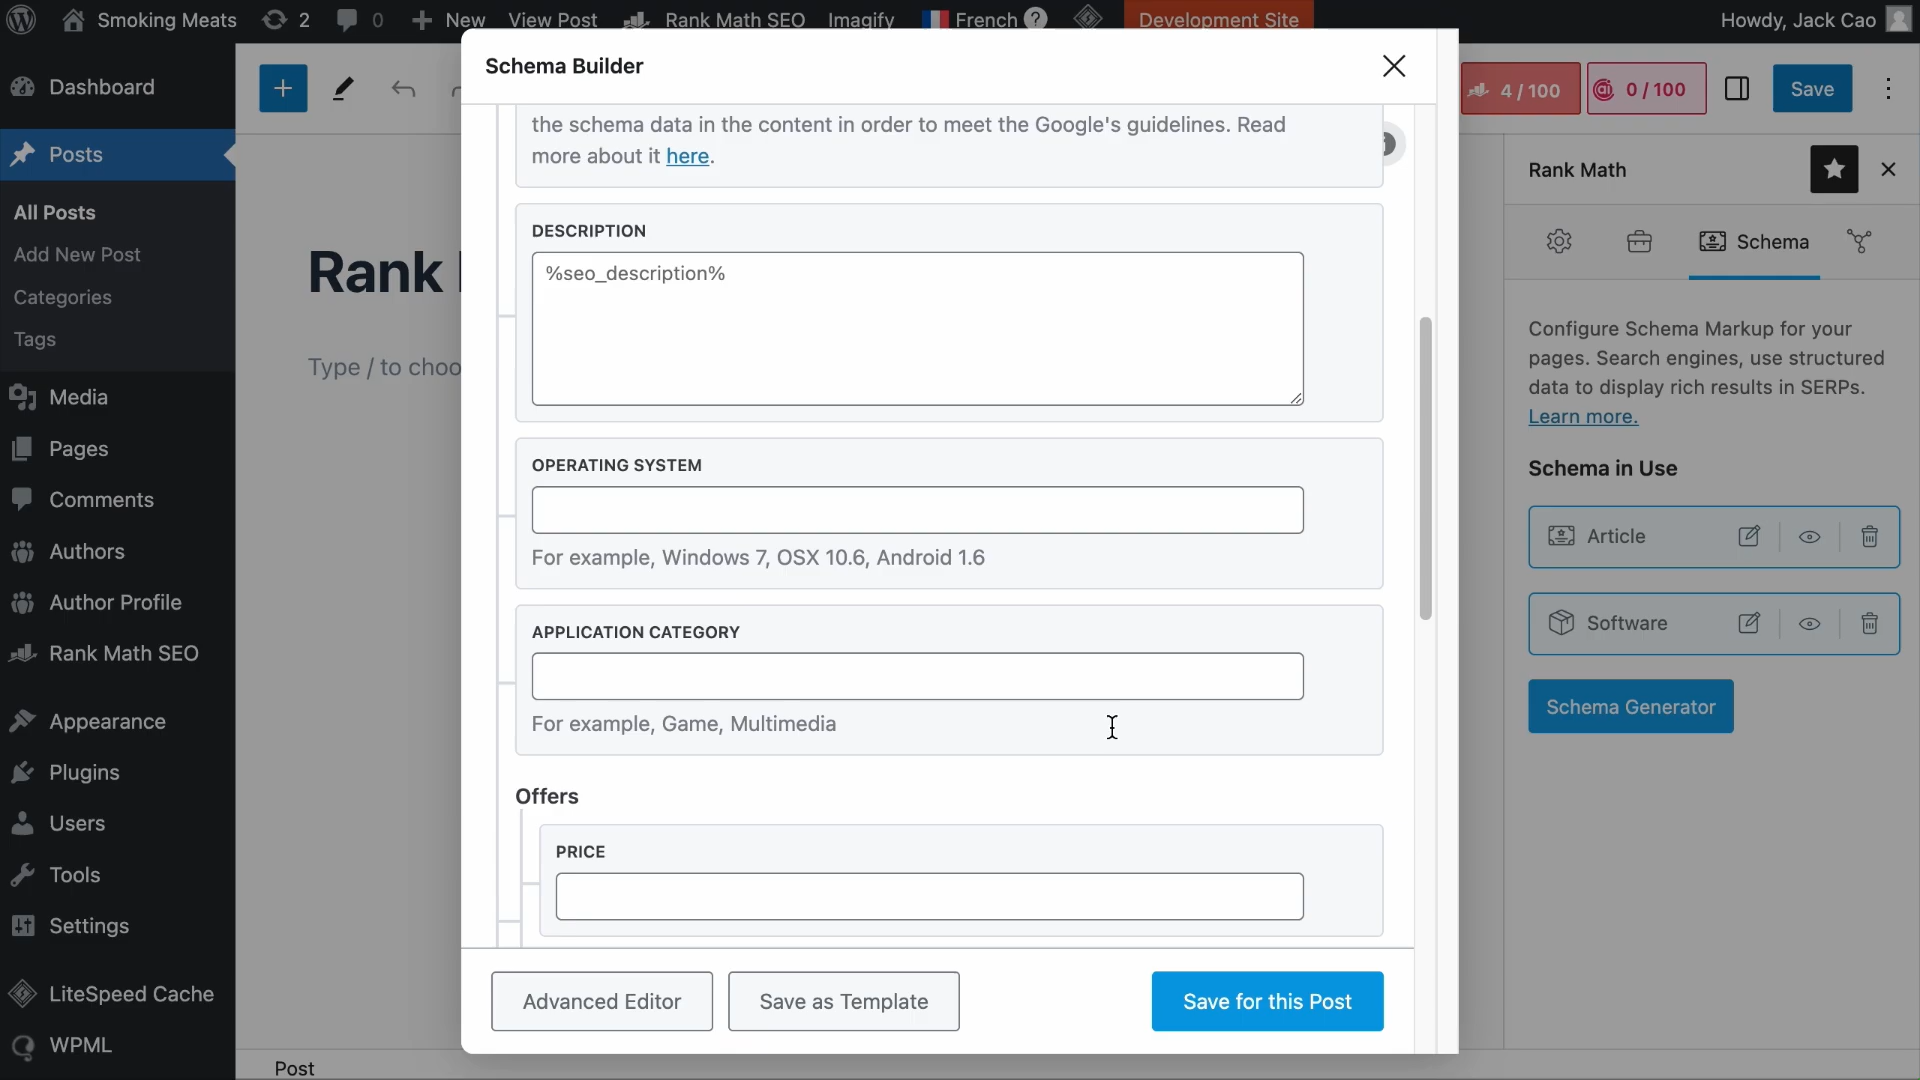 Smoking Meats 2 0 New View Post Rank Math SEO Imagify French ? Development Site Howdy, Jack Cao
Dashboard
Posts
All Posts
Add New Post
Categories
Tags
Media
Pages
Comments
Authors
Author Profile
Rank Math SEO
Appearance
Plugins
Users
Tools
Settings
LiteSpeed Cache
WPML
Rank
Type / to choo
Post
Schema Builder
the schema data in the content in order to meet the Google's guidelines. Read
more about it here.
DESCRIPTION
%seo_description%
OPERATING SYSTEM
For example, Windows 7, OSX 10.6, Android 1.6
APPLICATION CATEGORY
For example, Game, Multimedia
Offers
PRICE
Advanced Editor Save as Template Save for this Post
4 / 100 0 / 100 Save
Rank Math
Schema
Configure Schema Markup for your
pages. Search engines, use structured
data to display rich results in SERPs.
Learn more.
Schema in Use
Article
Software
Schema Generator